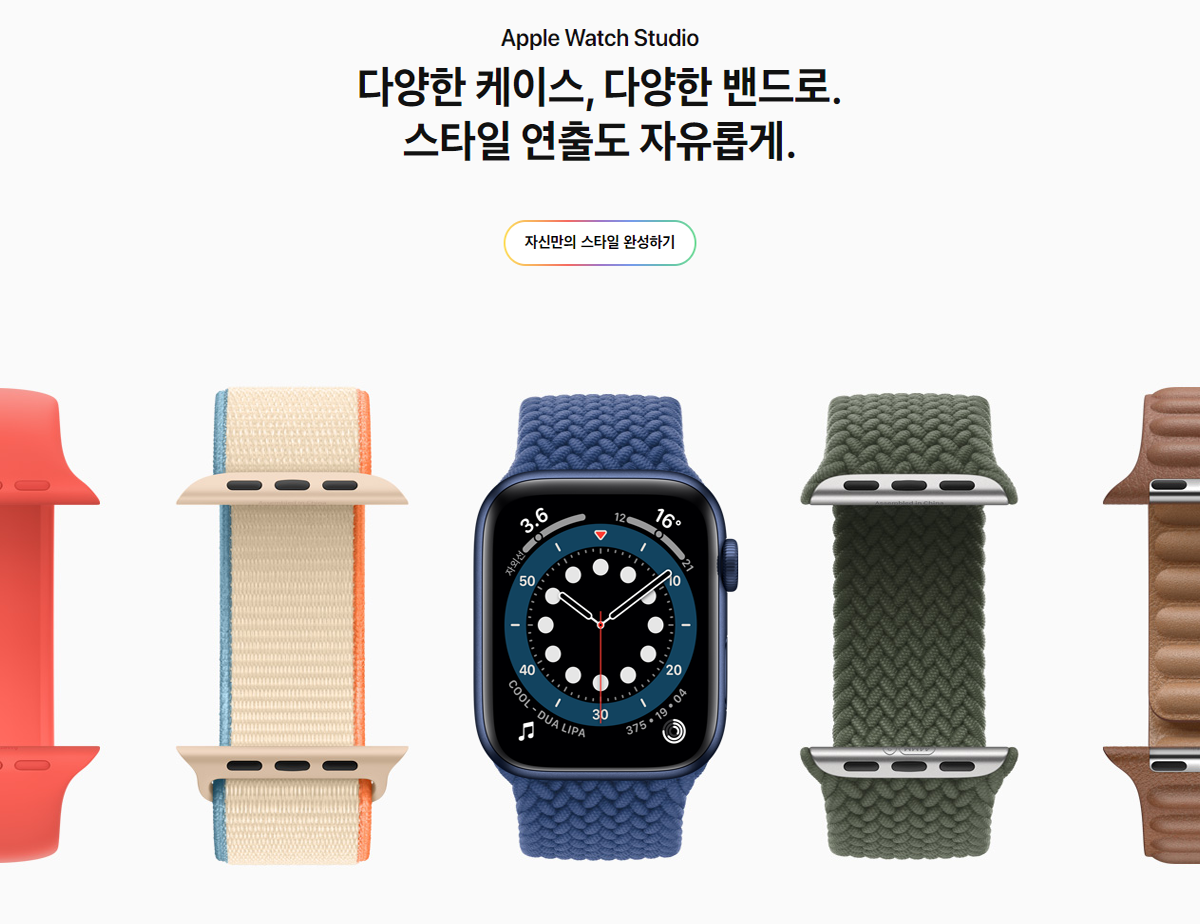 Apple Watch Studio
다양한 케이스, 다양한 밴드로.
스타일 연출도 자유롭게.
자신만의 스타일 완성하기
3.6
12
16°
자외선
21
50
10
40
20
30
COOL - DUA LIPA
375 • 19 • 04